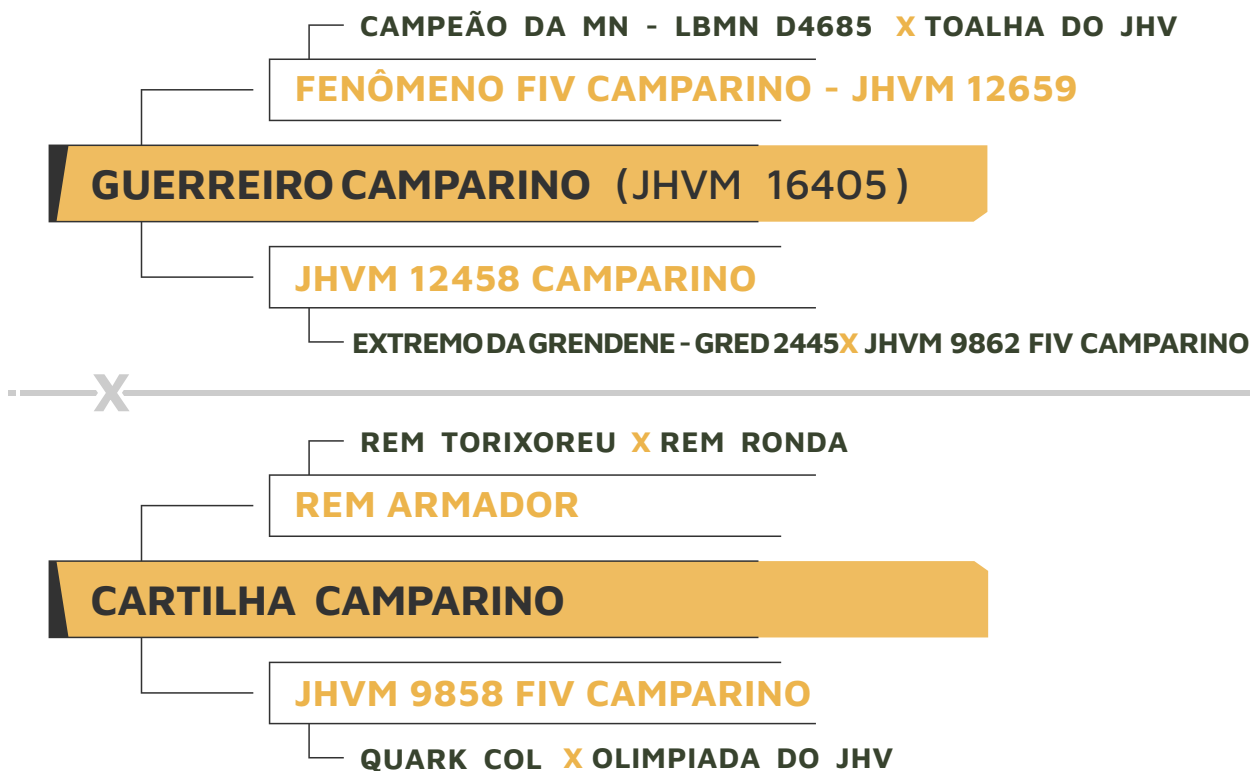 CAMPEÃO DA MN - LBMN D4685 X TOALHA DO JHV
FENÔMENO FIV CAMPARINO - JHVM 12659
GUERREIRO CAMPARINO (JHVM 16405)
JHVM 12458 CAMPARINO
EXTREMO DA GRENDENE - GRED 2445 X JHVM 9862 FIV CAMPARINO
X
REM TORIXOREU X REM RONDA
REM ARMADOR
CARTILHA CAMPARINO
JHVM 9858 FIV CAMPARINO
QUARK COL X OLIMPIADA DO JHV